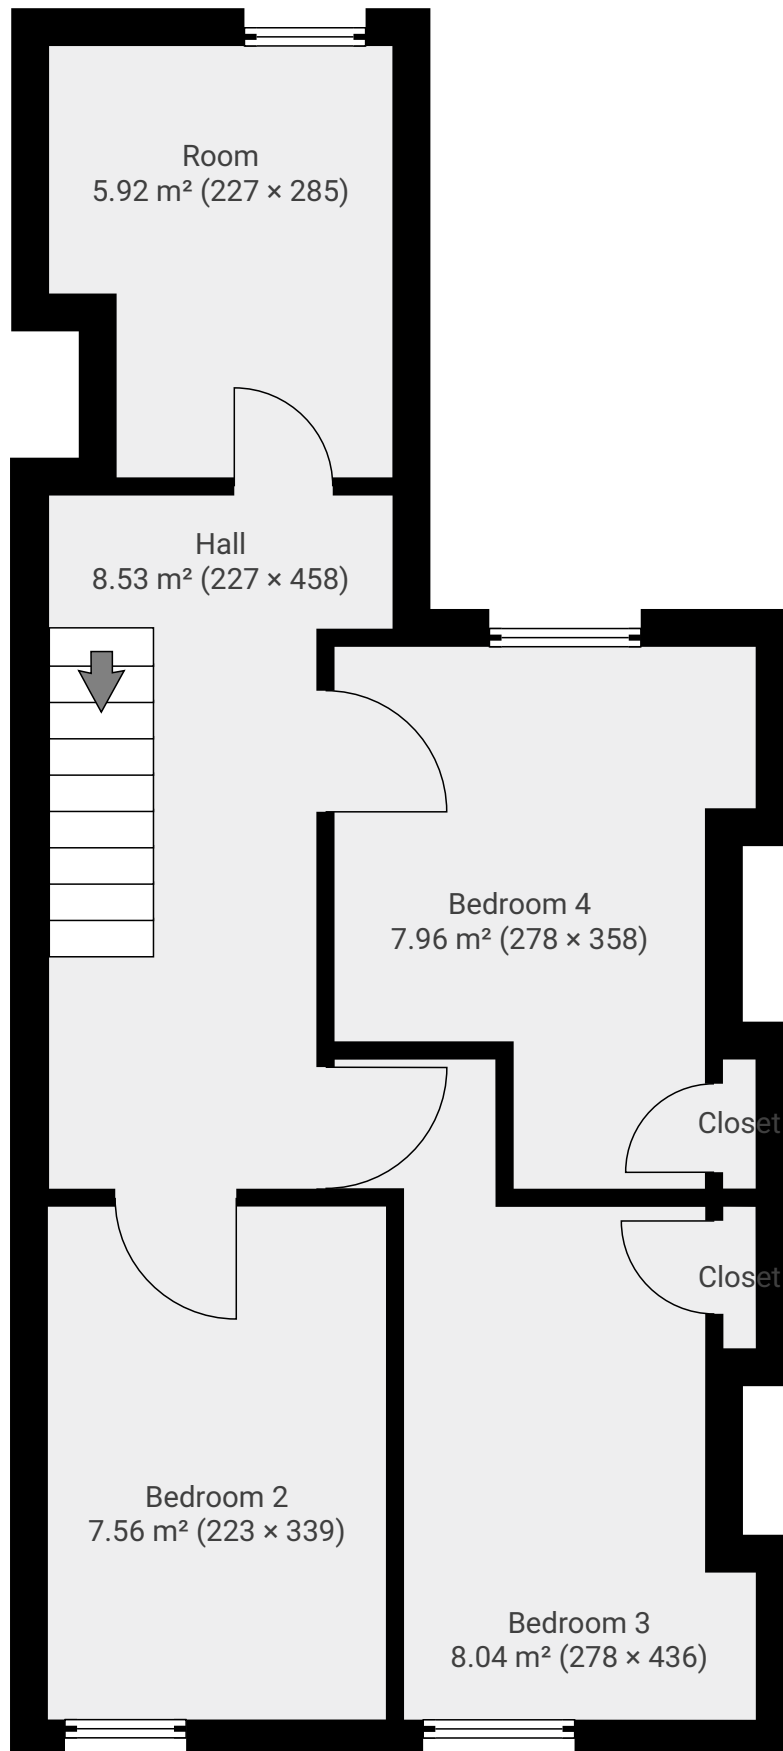 Room
5.92 m² (227 × 285)
Hall
8.53 m² (227 × 458)
Bedroom 4
7.96 m² (278 × 358)
Closet
Closet
Bedroom 2
7.56 m² (223 × 339)
Bedroom 3
8.04 m² (278 × 436)